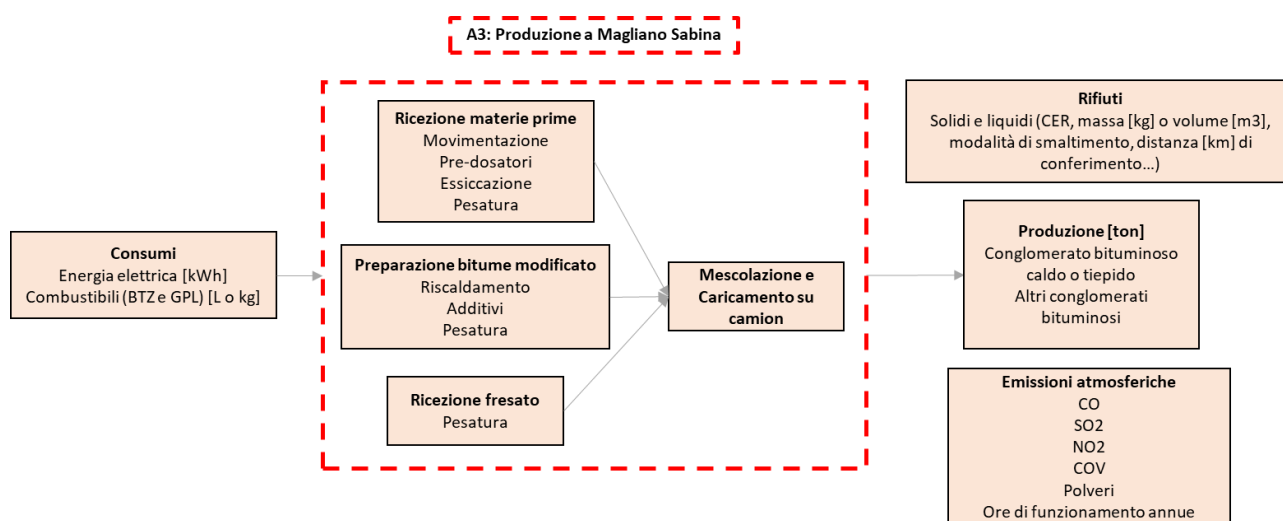 A3: Produzione a Magliano Sabina
Consumi
Energia elettrica [kWh]
Combustibili (BTZ e GPL) [L o kg]
Ricezione materie prime
Movimentazione
Pre-dosatori
Essiccazione
Pesatura
Preparazione bitume modificato
Riscaldamento
Additivi
Pesatura
Ricezione fresato
Pesatura
Mescolazione e
Caricamento su
camion
Rifiuti
Solidi e liquidi (CER, massa [kg] o volume [m3],
modalità di smaltimento, distanza [km] di
conferimento...)
Produzione [ton]
Conglomerato bituminoso
caldo o tiepido
Altri conglomerati
bituminosi
Emissioni atmosferiche
CO
SO2
NO2
COV
Polveri
Ore di funzionamento annue